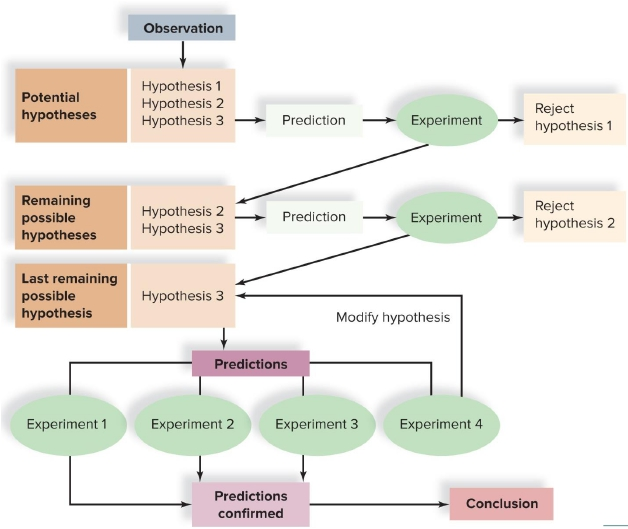 Observation
Potential
hypotheses
Hypothesis 1
Hypothesis 2
Hypothesis 3
Prediction
Experiment
Reject
hypothesis 1
Remaining
possible
hypotheses
Hypothesis 2
Hypothesis 3
Prediction
Experiment
Reject
hypothesis 2
Last remaining
possible
hypothesis
Hypothesis 3
Modify hypothesis
Predictions
Experiment 1
Experiment 2
Experiment 3
Experiment 4
Predictions
confirmed
Conclusion